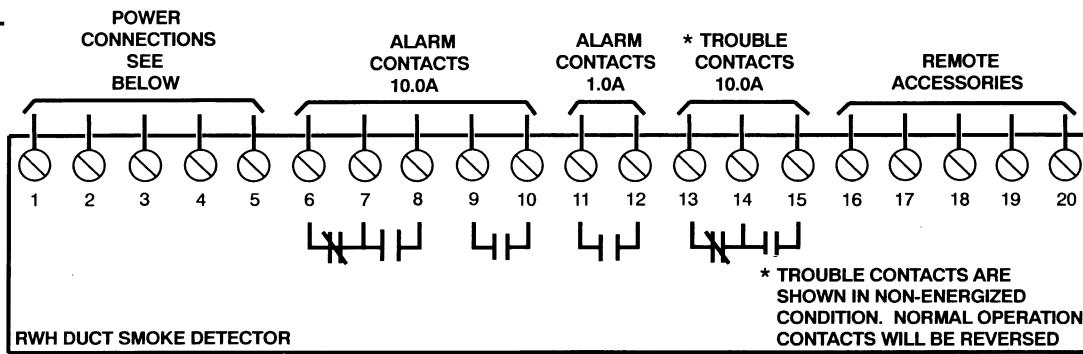 POWER
CONNECTIONS
SEE
BELOW
ALARM
CONTACTS
10.0A
ALARM
CONTACTS
1.0A
* TROUBLE
CONTACTS
10.0A
REMOTE
ACCESSORIES
1 2 3 4 5 6 7 8 9 10 11 12 13 14 15 16 17 18 19 20
* TROUBLE CONTACTS ARE
SHOWN IN NON-ENERGIZED
CONDITION. NORMAL OPERATION
CONTACTS WILL BE REVERSED
RWH DUCT SMOKE DETECTOR